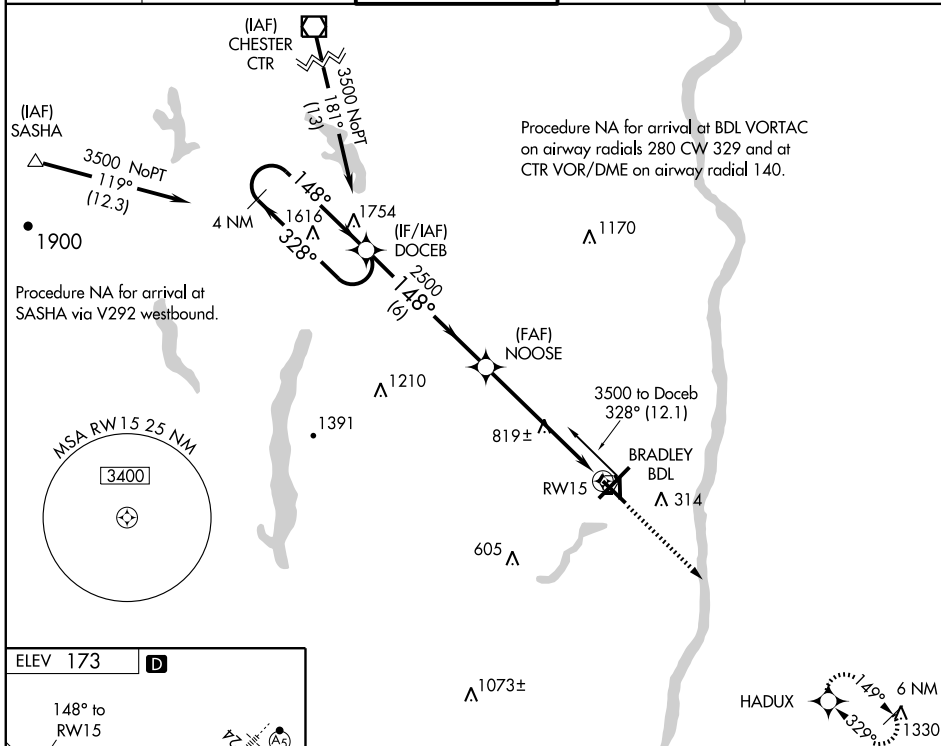 (IAF)
CHESTER
CTR
3500 NoPT
181°
(13)
(IAF)
SASHA
3500 NoPT
119°
(12.3)
1900
Procedure NA for arrival at
SASHA via V292 westbound.
Procedure NA for arrival at BDL VORTAC
on airway radials 280 CW 329 and at
CTR VOR/DME on airway radial 140.
4 NM
148°
328°
1616
1754
(IF/IAF)
DOCEB
1170
2500
148°
(6)
(FAF)
NOOSE
1210
1391
3500 to Doceb
328° (12.1)
819±
BRADLEY
BDL
RW15
314
MSA RW15 25 NM
3400
605
1073±
HADUX
149°
329°
6 NM
1330
ELEV 173
D
148° to
RW15
24
A5